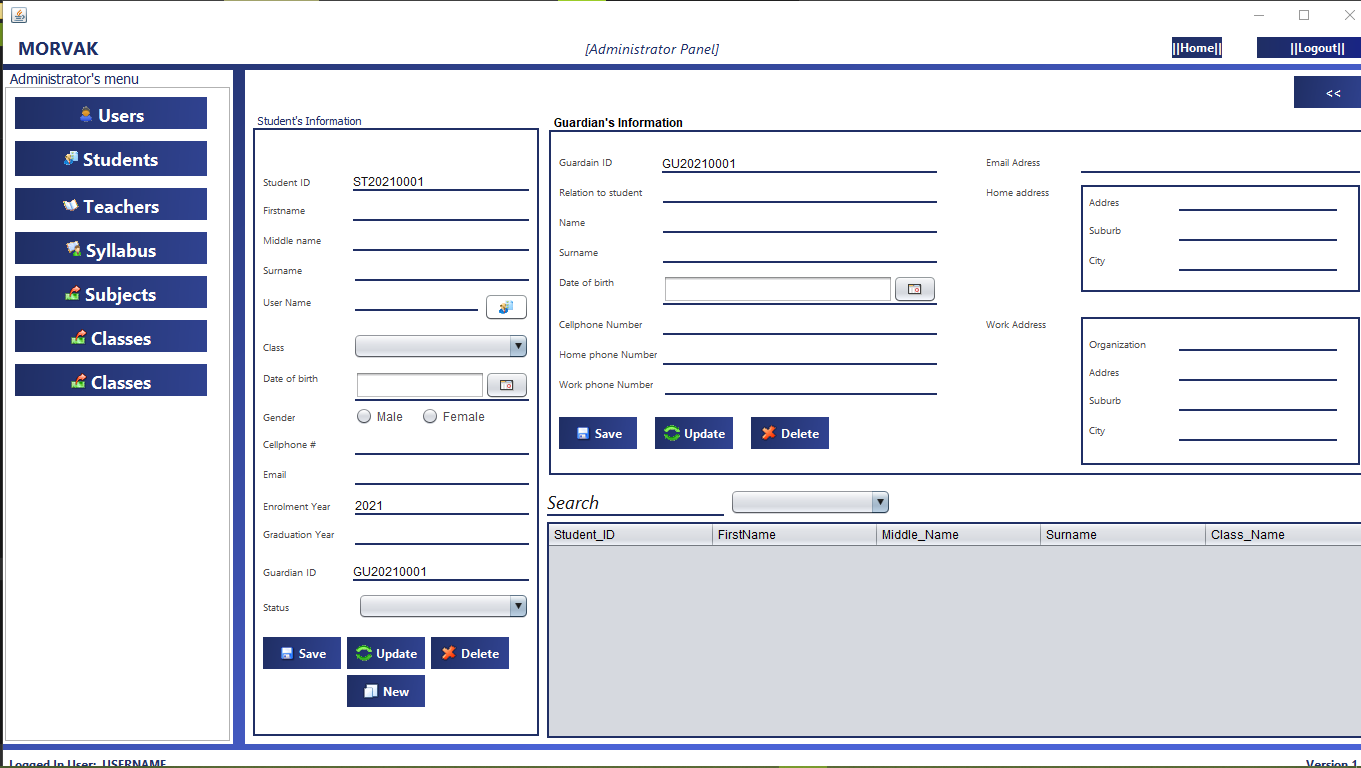 MORVAK
[Administrator Panel]
||Home||
||Logout||
Administrator's menu
<<
Users
Students
Teachers
Syllabus
Subjects
Classes
Classes
Student's Information
Student ID ST20210001
Firstname
Middle name
Surname
User Name
Class
Date of birth
Gender Male Female
Cellphone #
Email
Enrolment Year 2021
Graduation Year
Guardian ID GU20210001
Status
Save Update Delete
New
Guardian's Information
Guardain ID GU20210001
Relation to student
Name
Surname
Date of birth
Cellphone Number
Home phone Number
Work phone Number
Save Update Delete
Email Adress
Home address
Addres
Suburb
City
Work Address
Organization
Addres
Suburb
City
Search
Student_ID FirstName Middle_Name Surname Class_Name
Logged In User: USERNAME
Version 1